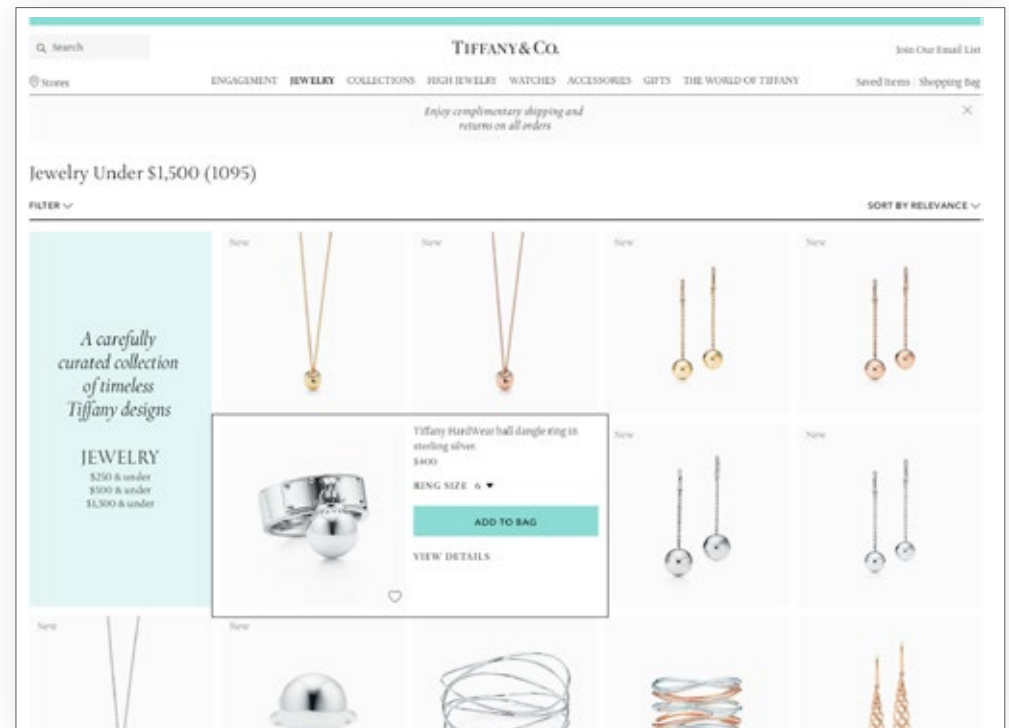 Search
TIFFANY & CO.
Join Our Email List
Stores
ENGAGEMENT JEWELRY COLLECTIONS HIGH JEWELRY WATCHES ACCESSORIES GIFTS THE WORLD OF TIFFANY
Saved Items | Shopping Bag
Enjoy complimentary shipping and
returns on all orders
Jewelry Under $1,500 (1095)
FILTER
SORT BY RELEVANCE
New
New
New
New
A carefully
curated collection
of timeless
Tiffany designs
JEWELRY
$250 & under
$500 & under
$1,500 & under
Tiffany HardWear ball dangle ring in
sterling silver.
$400
RING SIZE 6
ADD TO BAG
VIEW DETAILS
New
New
New
New